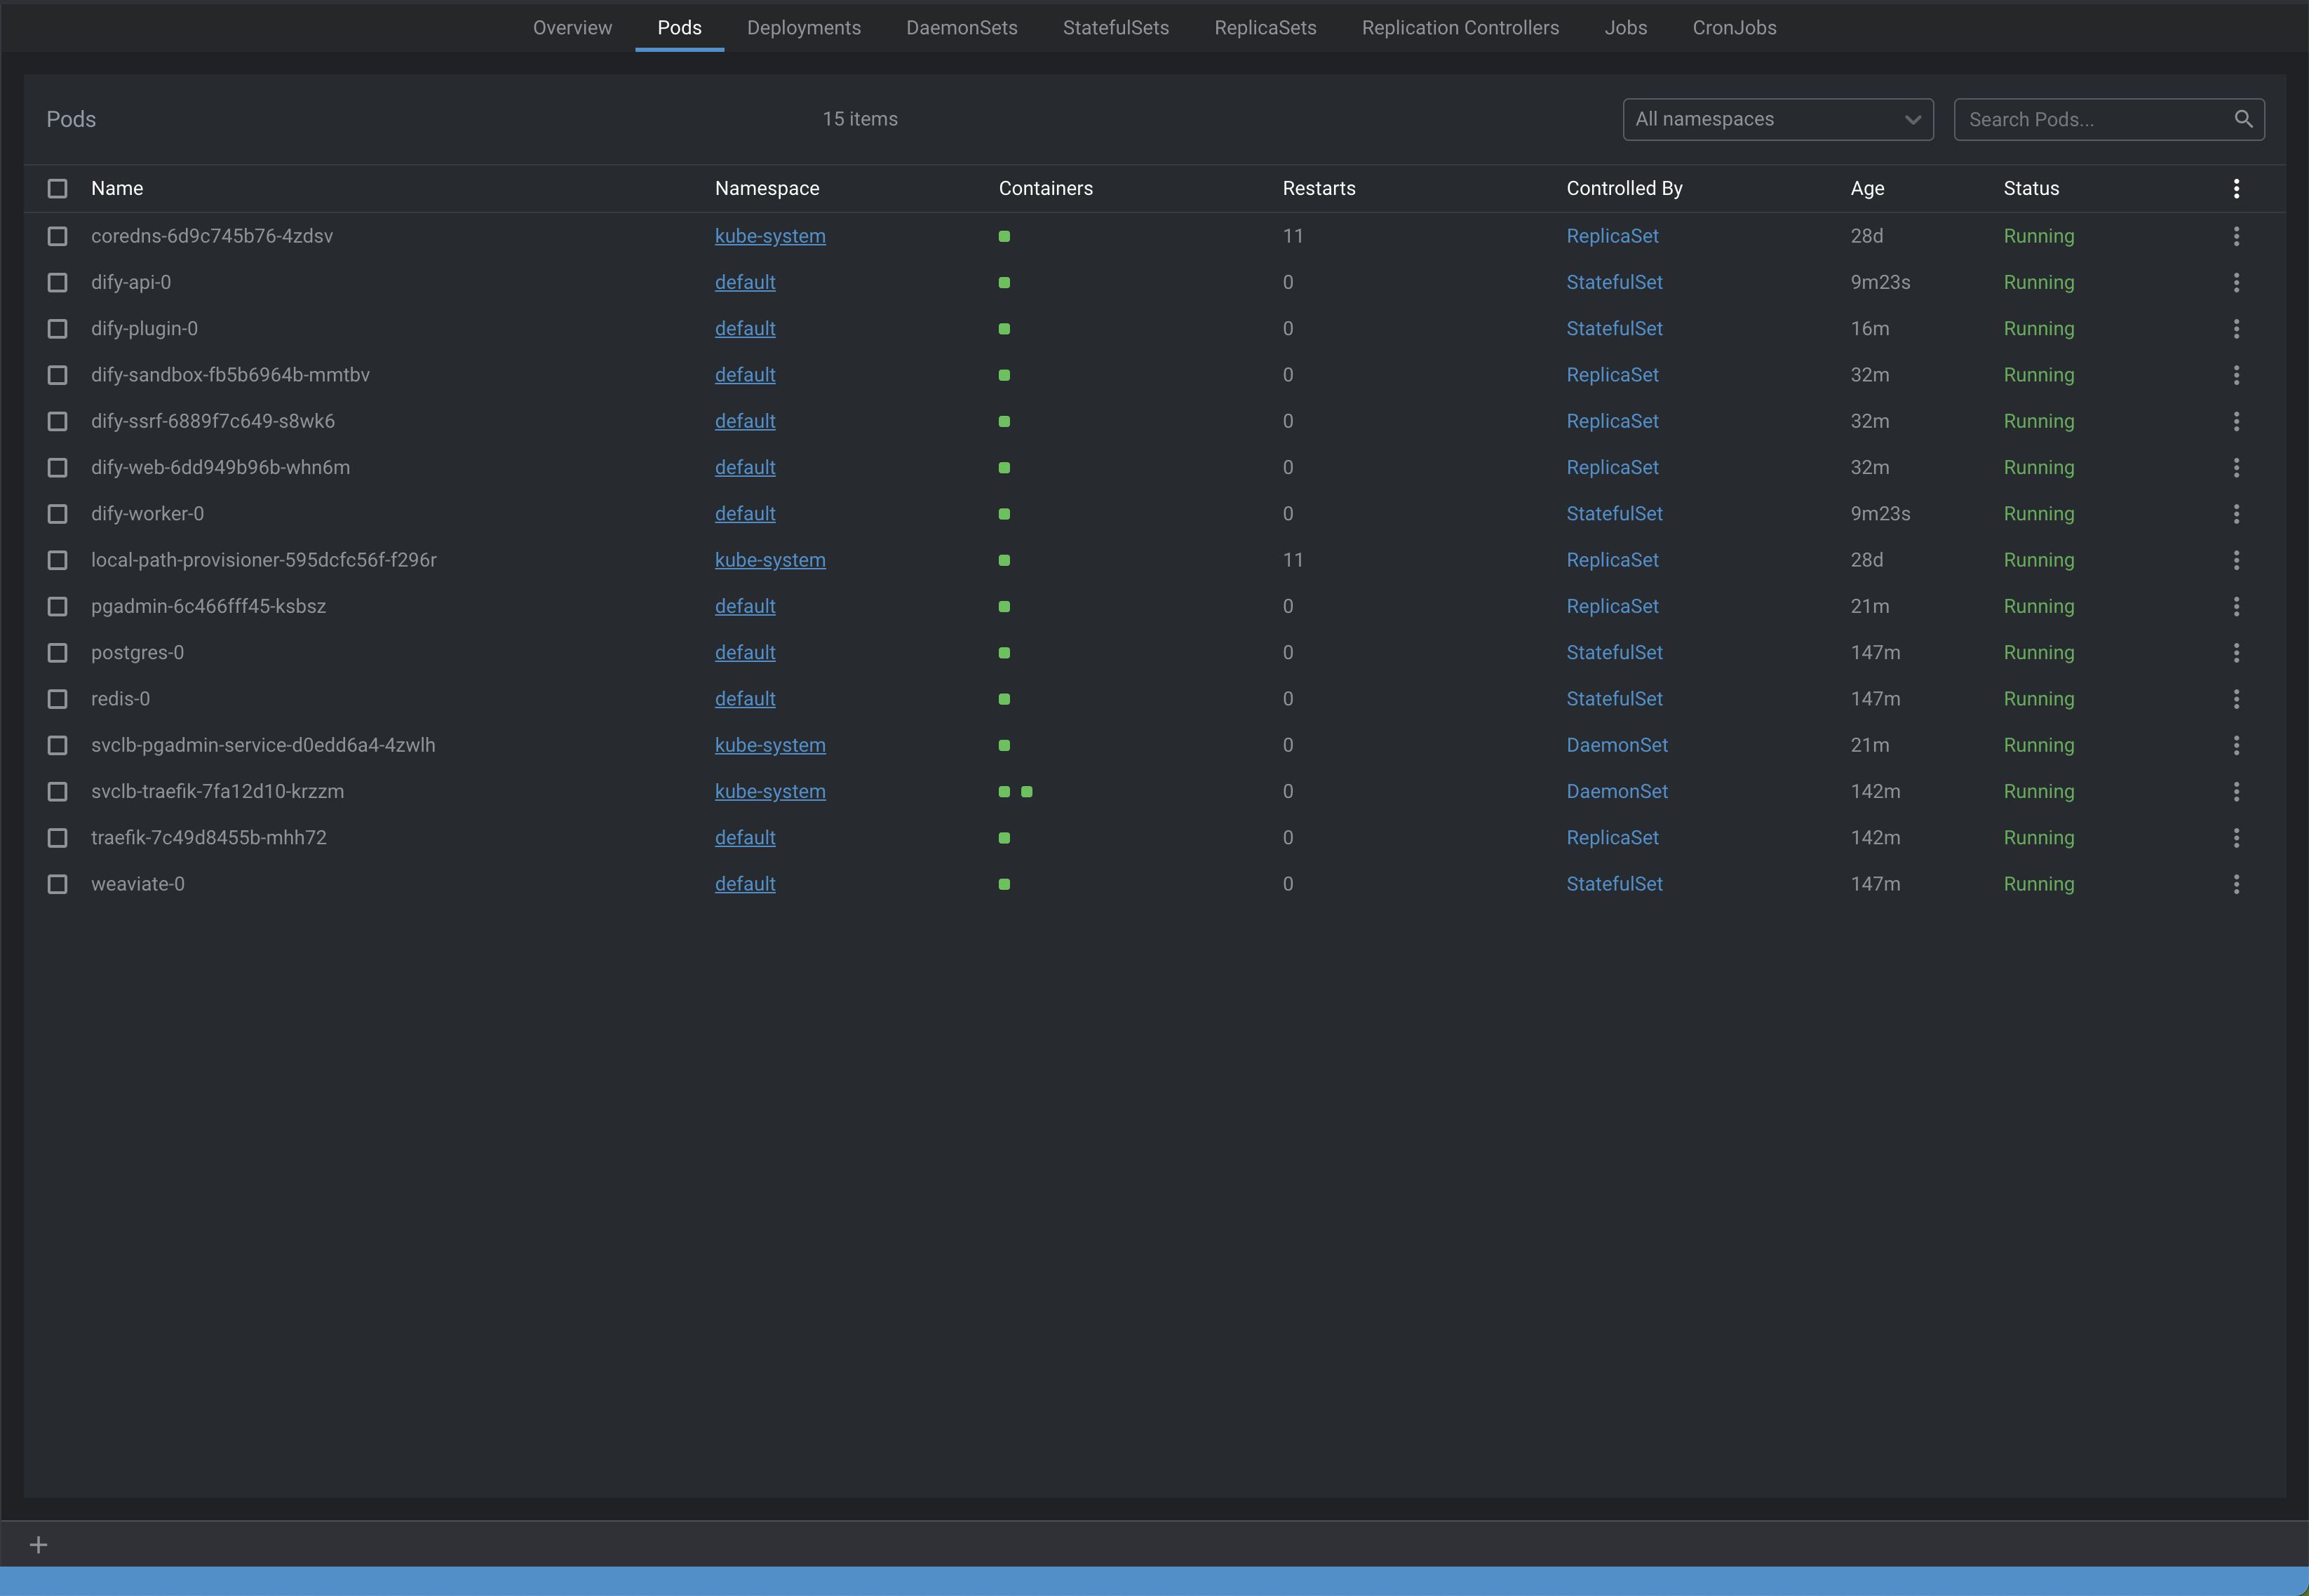 Overview Pods Deployments DaemonSets StatefulSets ReplicaSets Replication Controllers Jobs CronJobs
Pods 15 items All namespaces Search Pods...
Name Namespace Containers Restarts Controlled By Age Status
coredns-6d9c745b76-4zdsv kube-system 11 ReplicaSet 28d Running
dify-api-0 default 0 StatefulSet 9m23s Running
dify-plugin-0 default 0 StatefulSet 16m Running
dify-sandbox-fb5b6964b-mmtbv default 0 ReplicaSet 32m Running
dify-ssrf-6889f7c649-s8wk6 default 0 ReplicaSet 32m Running
dify-web-6dd949b96b-whn6m default 0 ReplicaSet 32m Running
dify-worker-0 default 0 StatefulSet 9m23s Running
local-path-provisioner-595dcfc56f-f296r kube-system 11 ReplicaSet 28d Running
pgadmin-6c466fff45-ksbsz default 0 ReplicaSet 21m Running
postgres-0 default 0 StatefulSet 147m Running
redis-0 default 0 StatefulSet 147m Running
svclb-pgadmin-service-d0edd6a4-4zwlh kube-system 0 DaemonSet 21m Running
svclb-traefik-7fa12d10-krzzm kube-system 0 DaemonSet 142m Running
traefik-7c49d8455b-mhh72 default 0 ReplicaSet 142m Running
weaviate-0 default 0 StatefulSet 147m Running